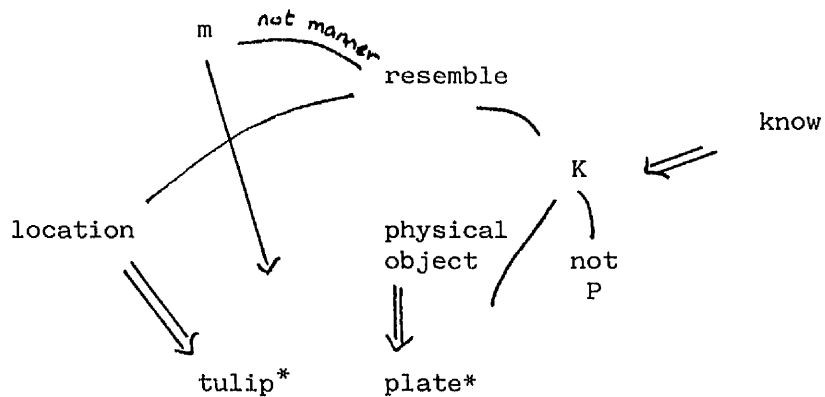 m
not manner
resemble
know
K
location
physical
object
not
P
tulip*
plate*